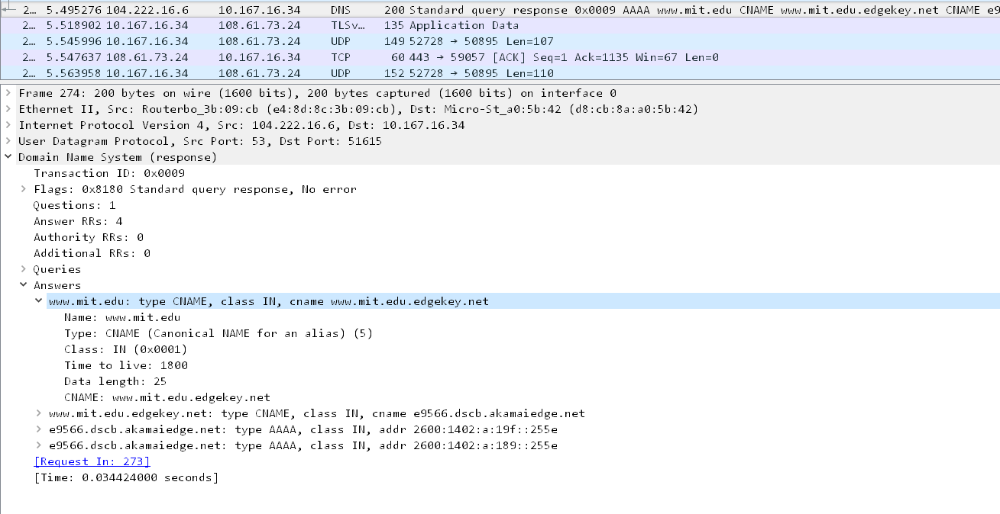 2… 5.495276 104.222.16.6 10.167.16.34 DNS 200 Standard query response 0x0009 AAAA www.mit.edu CNAME www.mit.edu.edgekey.net CNAME e9
2… 5.518902 10.167.16.34 108.61.73.24 TLSv… 135 Application Data
2… 5.545996 10.167.16.34 108.61.73.24 UDP 149 52728 → 50895 Len=107
2… 5.547637 108.61.73.24 10.167.16.34 TCP 60 443 → 59057 [ACK] Seq=1 Ack=1135 Win=67 Len=0
2… 5.563958 10.167.16.34 108.61.73.24 UDP 152 52728 → 50895 Len=110
Frame 274: 200 bytes on wire (1600 bits), 200 bytes captured (1600 bits) on interface 0
Ethernet II, Src: Routerbo_3b:09:cb (e4:8d:8c:3b:09:cb), Dst: Micro-St_a0:5b:42 (d8:cb:8a:a0:5b:42)
Internet Protocol Version 4, Src: 104.222.16.6, Dst: 10.167.16.34
User Datagram Protocol, Src Port: 53, Dst Port: 51615
Domain Name System (response)
Transaction ID: 0x0009
Flags: 0x8180 Standard query response, No error
Questions: 1
Answer RRs: 4
Authority RRs: 0
Additional RRs: 0
Queries
Answers
www.mit.edu: type CNAME, class IN, cname www.mit.edu.edgekey.net
Name: www.mit.edu
Type: CNAME (Canonical NAME for an alias) (5)
Class: IN (0x0001)
Time to live: 1800
Data length: 25
CNAME: www.mit.edu.edgekey.net
www.mit.edu.edgekey.net: type CNAME, class IN, cname e9566.dscb.akamaiedge.net
e9566.dscb.akamaiedge.net: type AAAA, class IN, addr 2600:1402:a:19f::255e
e9566.dscb.akamaiedge.net: type AAAA, class IN, addr 2600:1402:a:189::255e
[Request In: 273]
[Time: 0.034424000 seconds]